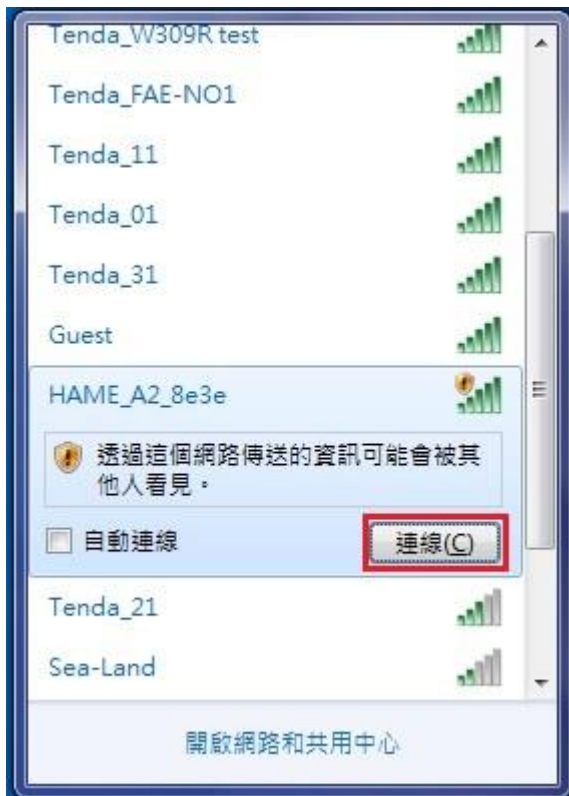 Tenda_W309R test
Tenda_FAE-NO1
Tenda_11
Tenda_01
Tenda_31
Guest
HAME_A2_8e3e
透過這個網路傳送的資訊可能會被其
他人看見。
自動連線
連線(C)
Tenda_21
Sea-Land
開啟網路和共用中心